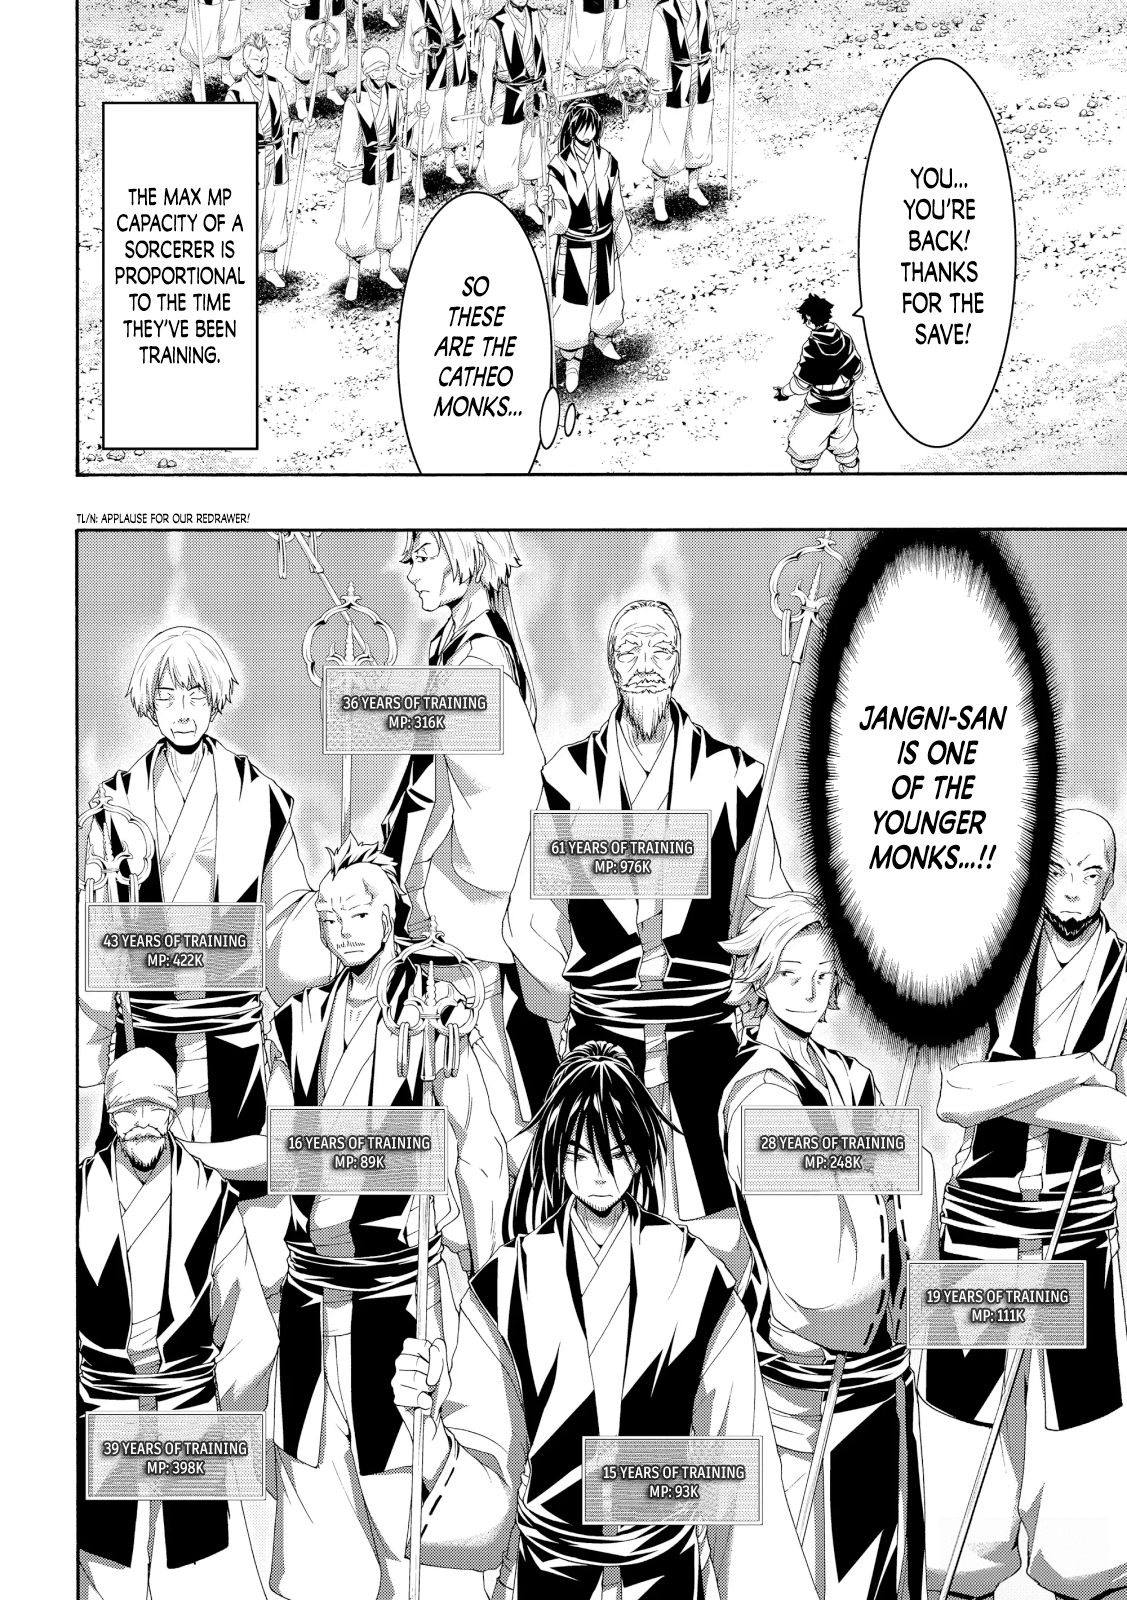 YOU...
YOU'RE
BACK!
THANKS
FOR THE
SAVE!
SO
THESE
ARE THE
CATHEO
MONKS...
THE MAX MP
CAPACITY OF A
SORCERER IS
PROPORTIONAL
TO THE TIME
THEY'VE BEEN
TRAINING.
TL/N: APPLAUSE FOR OUR REDRAWER!
JANGNI-SAN
IS ONE
OF THE
YOUNGER
MONKS...!!
36 YEARS OF TRAINING
MP: 316K
61 YEARS OF TRAINING
MP: 976K
43 YEARS OF TRAINING
MP: 422K
16 YEARS OF TRAINING
MP: 89K
28 YEARS OF TRAINING
MP: 248K
19 YEARS OF TRAINING
MP: 111K
39 YEARS OF TRAINING
MP: 398K
15 YEARS OF TRAINING
MP: 93K